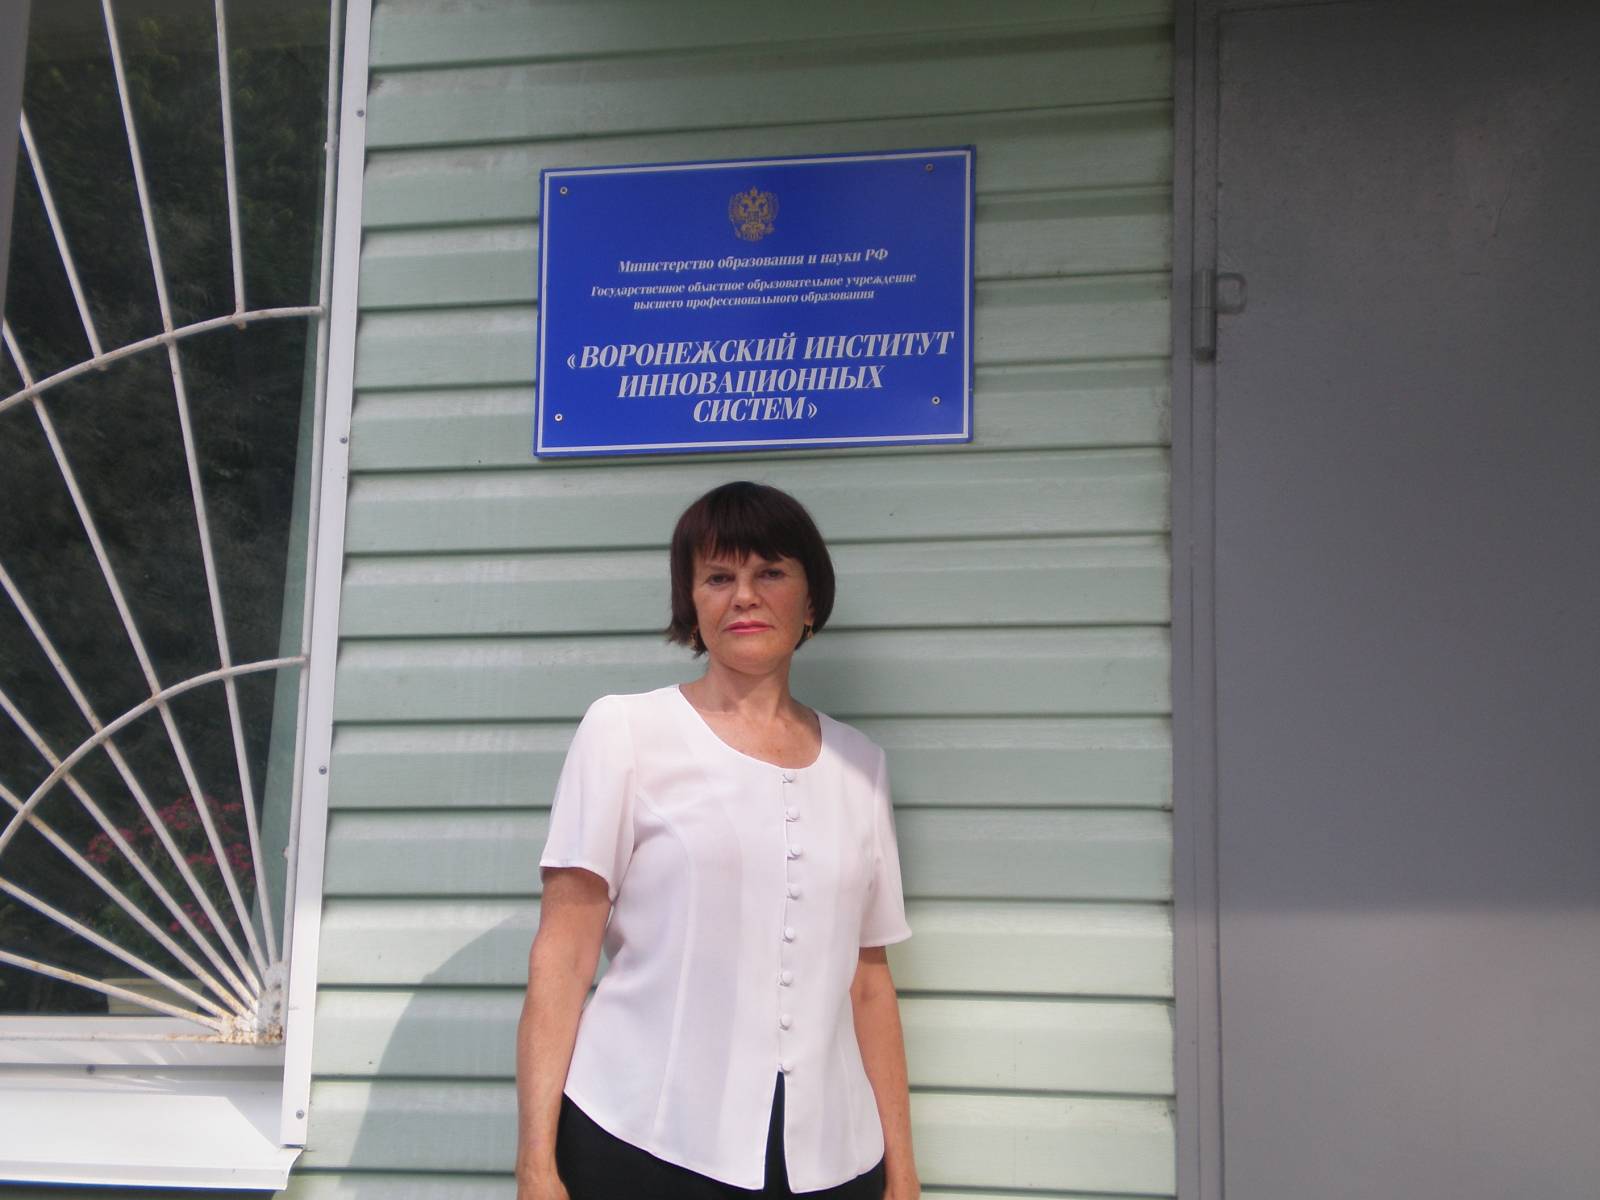 Министерство образования и науки РФ
Государственное областное образовательное учреждение
высшего профессионального образования
«ВОРОНЕЖСКИЙ ИНСТИТУТ
ИННОВАЦИОННЫХ
СИСТЕМ»